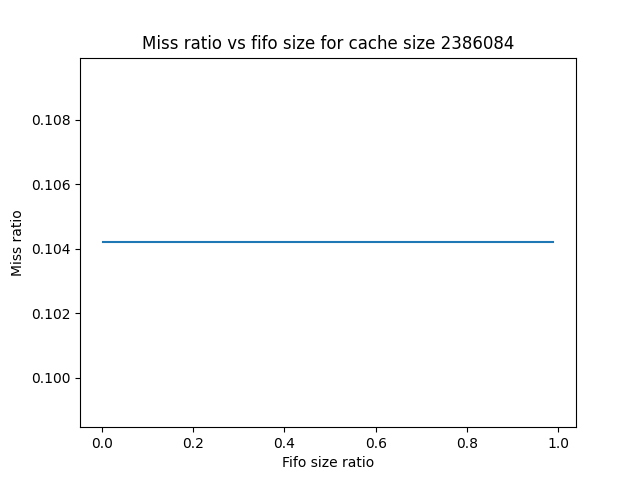 Miss ratio vs fifo size for cache size 2386084
0.108
0.106
0.104
0.102
0.100
Miss ratio
0.0 0.2 0.4 0.6 0.8 1.0
Fifo size ratio